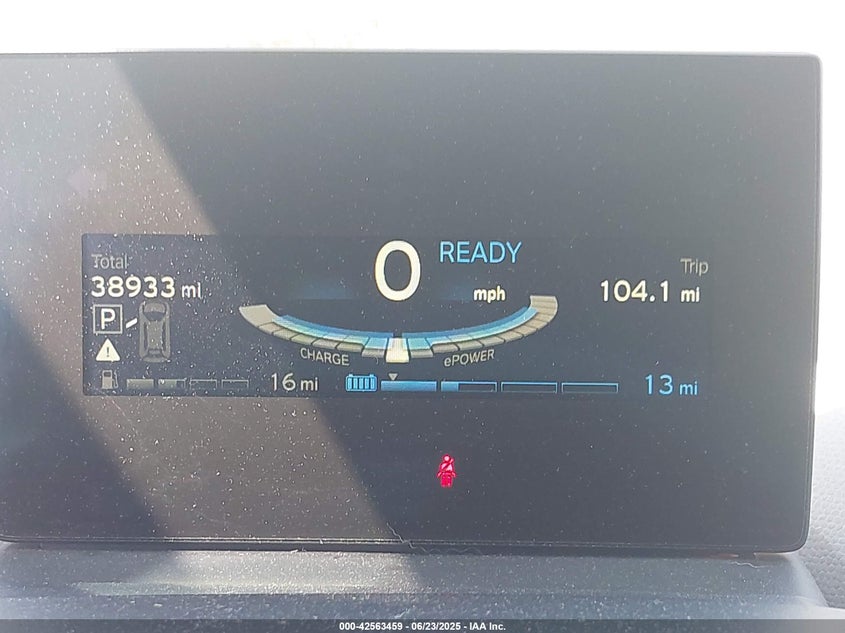 Total
38933 mi
0
READY
mph
Trip
104.1 mi
P
CHARGE
ePOWER
16 mi
13 mi
000-42563459 - 06/23/2025 - IAA Inc.